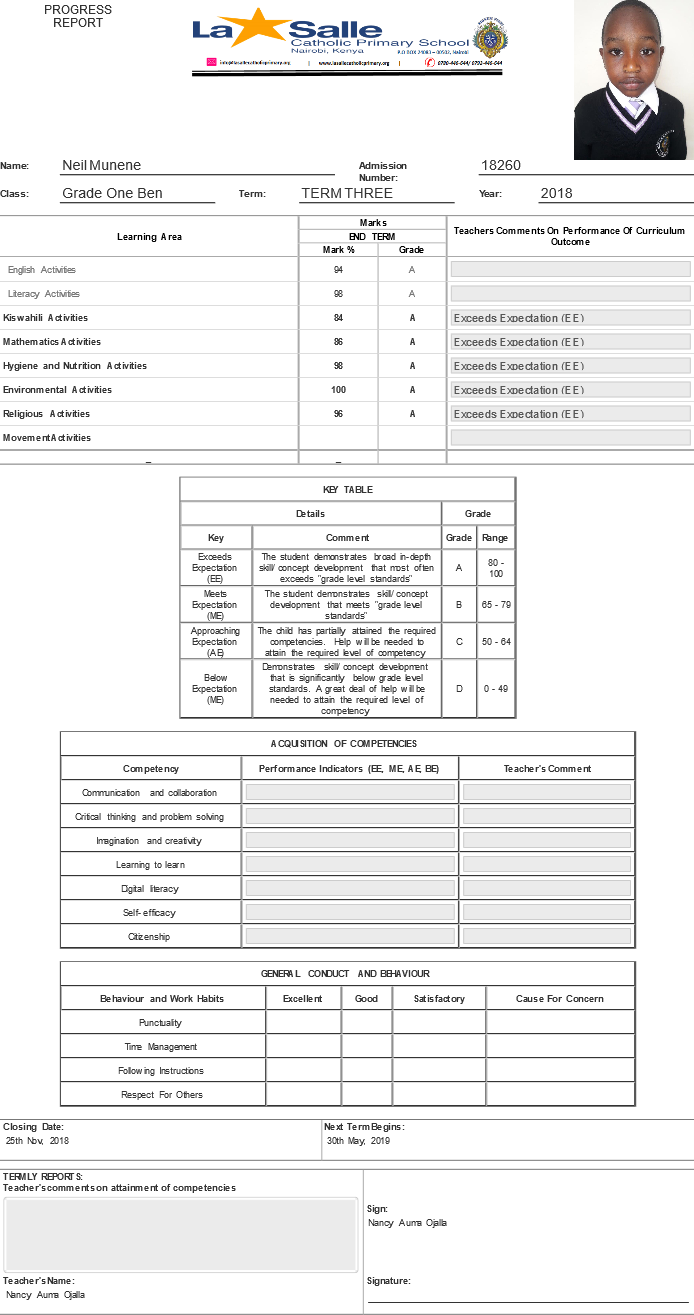 PROGRESS
REPORT
La Salle
Catholic Primary School
Nairobi, Kenya
P.O BOX 24083 – 00502, Nairobi
info@lasallecatholicprimary.org | www.lasallecatholicprimary.org |
Name: Neil Munene Admission Number: 18260
Class: Grade One Ben Term: TERM THREE Year: 2018
Learning Area Marks Teachers Comments On Performance Of Curriculum Outcome
END TERM
Mark % Grade
English Activities 94 A
Literacy Activities 98 A
Kiswahili Activities 84 A Exceeds Expectation (EE)
Mathematics Activities 86 A Exceeds Expectation (EE)
Hygiene and Nutrition Activities 98 A Exceeds Expectation (EE)
Environmental Activities 100 A Exceeds Expectation (EE)
Religious Activities 96 A Exceeds Expectation (EE)
Movement Activities
KEY TABLE
Details Grade
Key Comment Grade Range
Exceeds Expectation (EE) The student demonstrates broad in-depth skill/ concept development that most often exceeds "grade level standards" A 80 - 100
Meets Expectation (ME) The student demonstrates skill/ concept development that meets "grade level standards" B 65 - 79
Approaching Expectation (AE) The child has partially attained the required competencies. Help will be needed to attain the required level of competency C 50 - 64
Below Expectation (ME) Demonstrates skill/ concept development that is significantly below grade level standards. A great deal of help will be needed to attain the required level of competency D 0 - 49
ACQUISITION OF COMPETENCIES
Competency Performance Indicators (EE, ME, AE, BE) Teacher's Comment
Communication and collaboration
Critical thinking and problem solving
Imagination and creativity
Learning to learn
Digital literacy
Self- efficacy
Citizenship
GENERAL CONDUCT AND BEHAVIOUR
Behaviour and Work Habits Excellent Good Satisfactory Cause For Concern
Punctuality
Time Management
Following Instructions
Respect For Others
Closing Date: Next Term Begins:
25th Nov, 2018 30th May, 2019
TERMLY REPORTS:
Teacher's comments on attainment of competencies
Sign:
Nancy Auma Ojalla
Teacher's Name: Signature:
Nancy Auma Ojalla